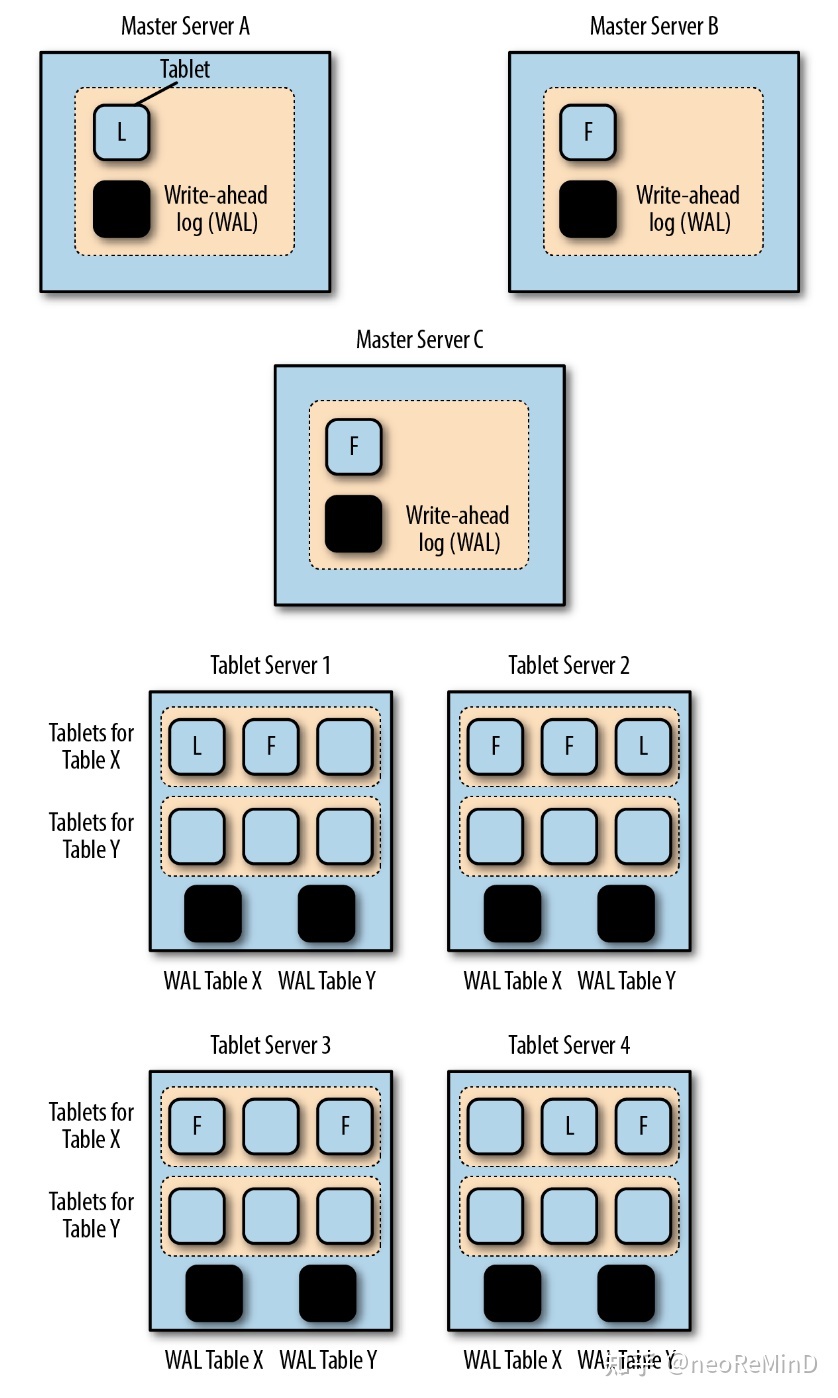 Master Server A
Master Server B
Tablet
L
Write-ahead
log (WAL)
F
Write-ahead
log (WAL)
Master Server C
F
Write-ahead
log (WAL)
Tablet Server 1
Tablet Server 2
Tablets for
Table X
L F
F F L
Tablets for
Table Y
WAL Table X WAL Table Y
WAL Table X WAL Table Y
Tablet Server 3
Tablet Server 4
Tablets for
Table X
F F
L F
Tablets for
Table Y
WAL Table X WAL Table Y
WAL Table X WAL Table Y
知乎 @neoReMinD